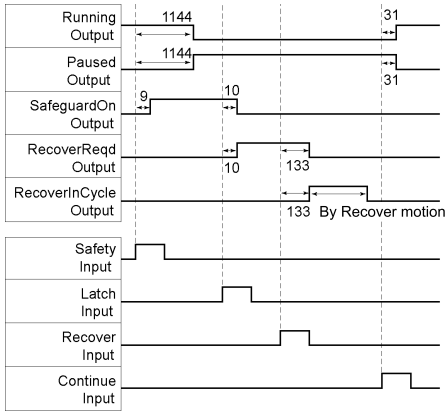 Running
Output
1144
31
Paused
Output
1144
31
SafeguardOn
Output
9
10
RecoverReqd
Output
10
133
RecoverInCycle
Output
133
By Recover motion
Safety
Input
Latch
Input
Recover
Input
Continue
Input